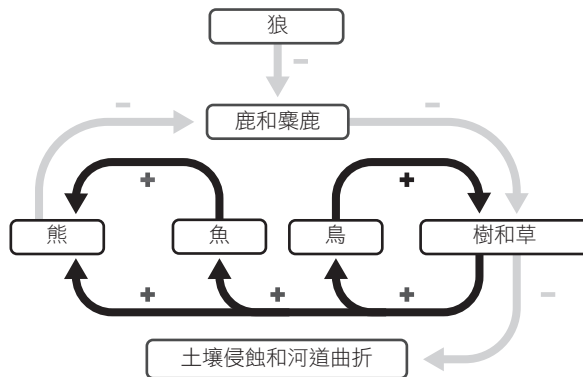 狼
−
− −
鹿和麋鹿
+ +
熊 魚 鳥 樹和草
+ + + −
土壤侵蝕和河道曲折